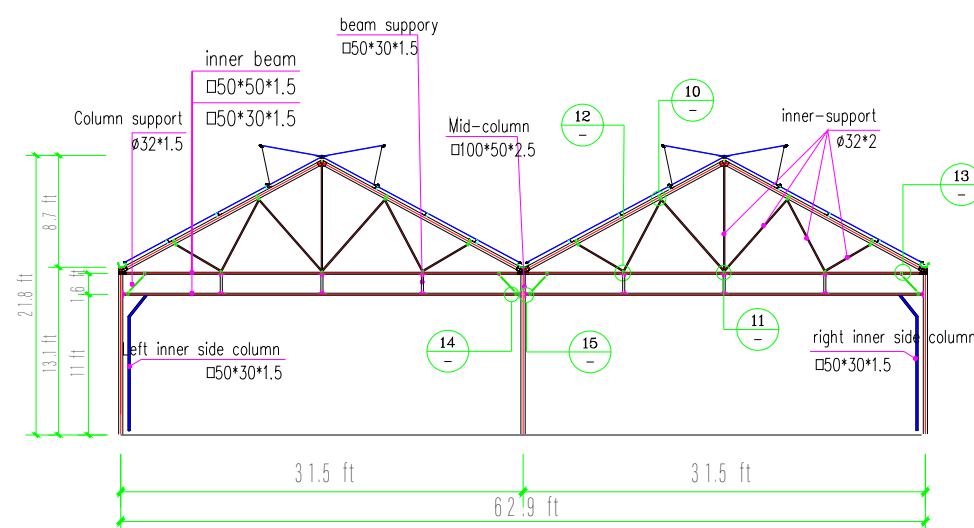 beam suppory
□50*30*1.5
inner beam
□50*50*1.5
□50*30*1.5
Column support
ø32*1.5
Mid-column
□100*50*2.5
12
–
10
–
inner-support
ø32*2
13
–
8.7 ft
21.8 ft
1.6 ft
13.1 ft
11 ft
14
–
15
–
11
–
Left inner side column
□50*30*1.5
right inner side column
□50*30*1.5
31.5 ft
31.5 ft
62.9 ft